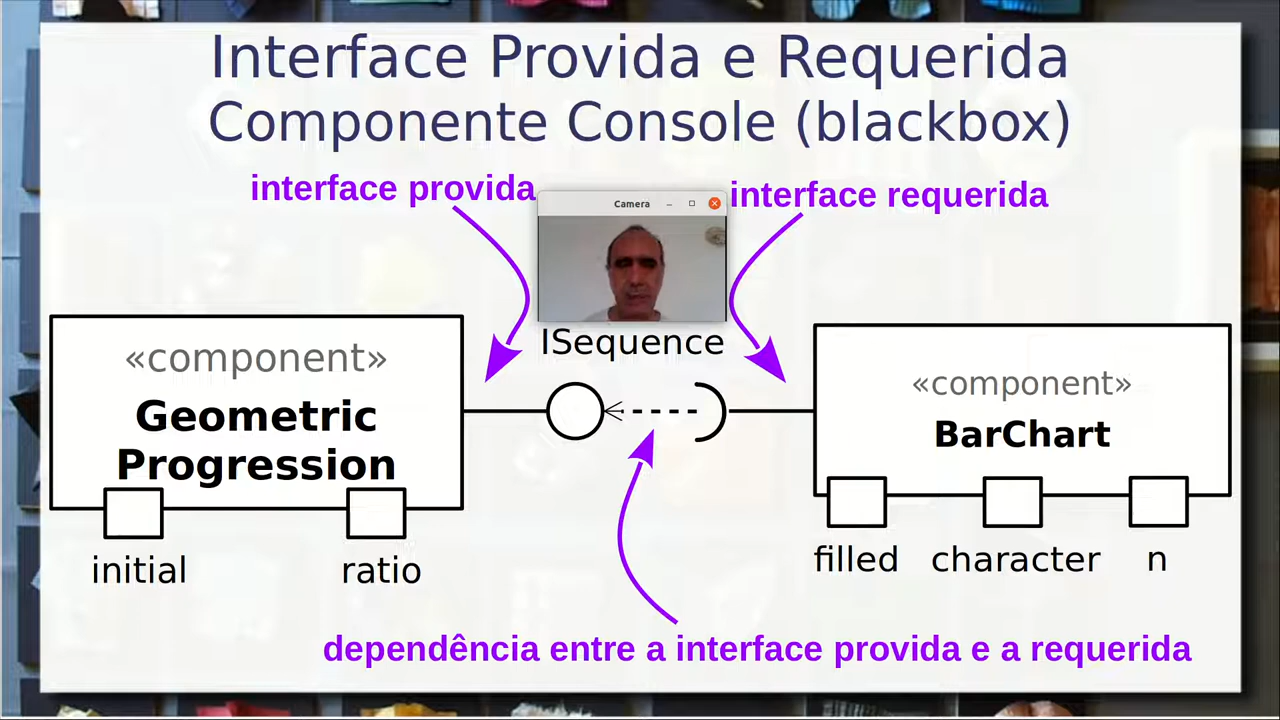 Interface Provida e Requerida
Componente Console (blackbox)
interface provida
interface requerida
Camera
ISequence
«component»
Geometric
Progression
«component»
BarChart
initial
ratio
filled
character
n
dependência entre a interface provida e a requerida